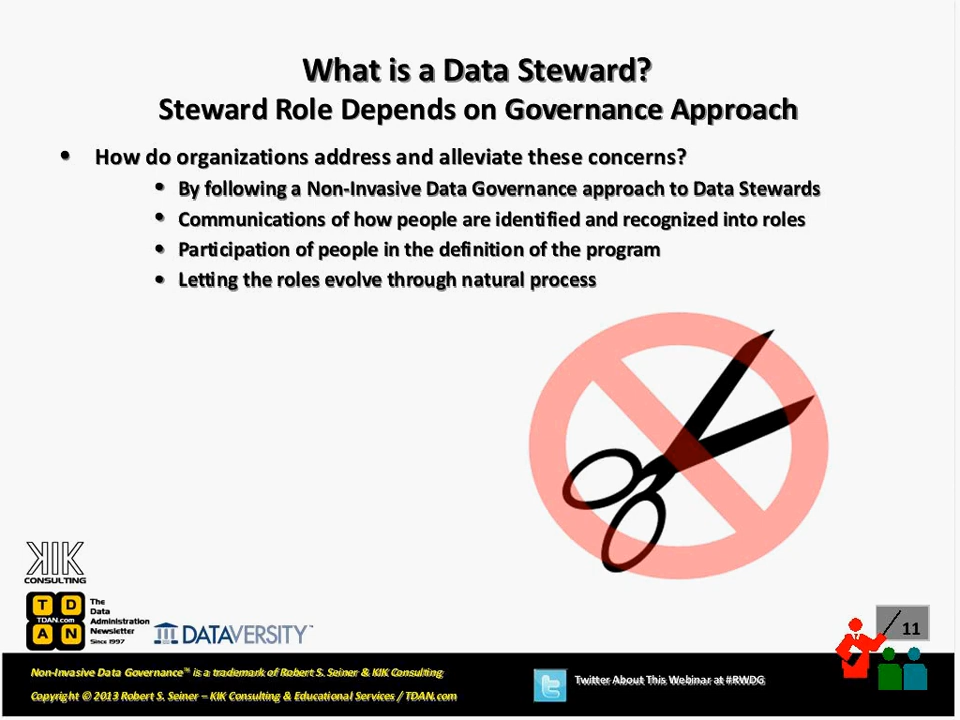 What is a Data Steward?
Steward Role Depends on Governance Approach
• How do organizations address and alleviate these concerns?
• By following a Non-Invasive Data Governance approach to Data Stewards
• Communications of how people are identified and recognized into roles
• Participation of people in the definition of the program
• Letting the roles evolve through natural process
KIK
CONSULTING
T D
TDAN.com
A N
The
Data
Administration
Newsletter
Since 1997
DATAVERSITY™
11
Non-Invasive Data Governance™ is a trademark of Robert S. Seiner & KIK Consulting
Copyright © 2013 Robert S. Seiner – KIK Consulting & Educational Services / TDAN.com
Twitter About This Webinar at #RWDG